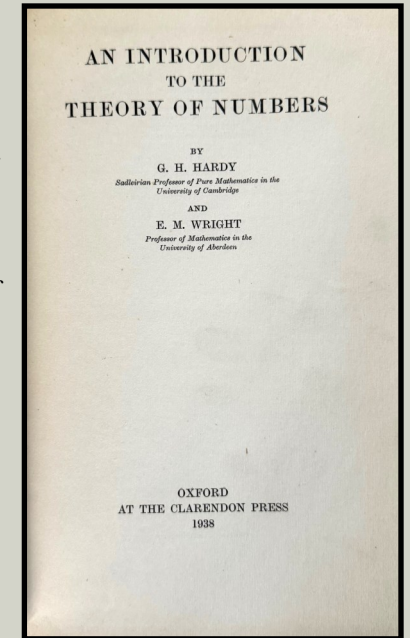 AN INTRODUCTION
TO THE
THEORY OF NUMBERS
BY
G. H. HARDY
Sadleirian Professor of Pure Mathematics in the
University of Cambridge
AND
E. M. WRIGHT
Professor of Mathematics in the
University of Aberdeen
OXFORD
AT THE CLARENDON PRESS
1938